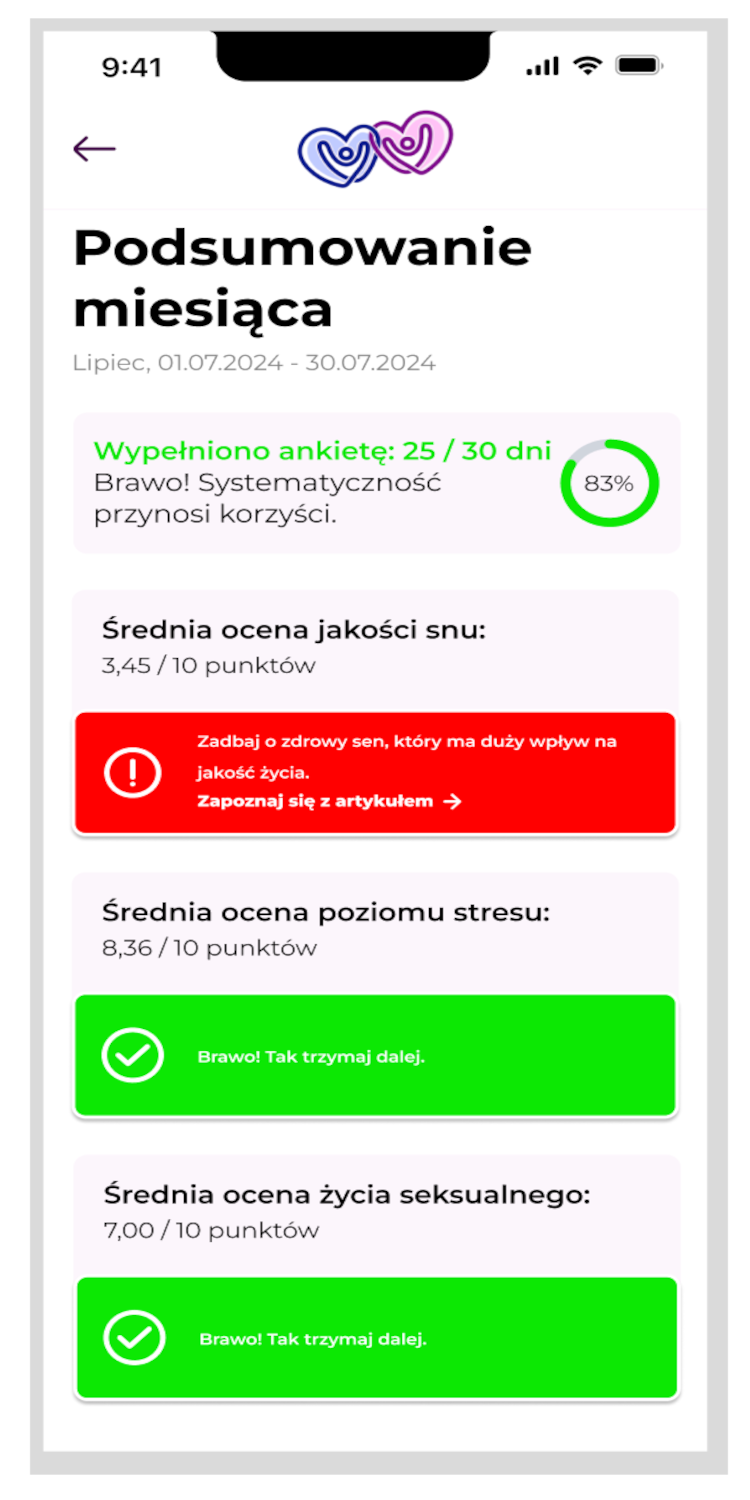 9:41
Podsumowanie
miesiąca
Lipiec, 01.07.2024 - 30.07.2024
Wypełniono ankietę: 25 / 30 dni
Brawo! Systematyczność
przynosi korzyści.
83%
Średnia ocena jakości snu:
3,45 / 10 punktów
Zadbaj o zdrowy sen, który ma duży wpływ na
jakość życia.
Zapoznaj się z artykułem →
Średnia ocena poziomu stresu:
8,36 / 10 punktów
Brawo! Tak trzymaj dalej.
Średnia ocena życia seksualnego:
7,00 / 10 punktów
Brawo! Tak trzymaj dalej.